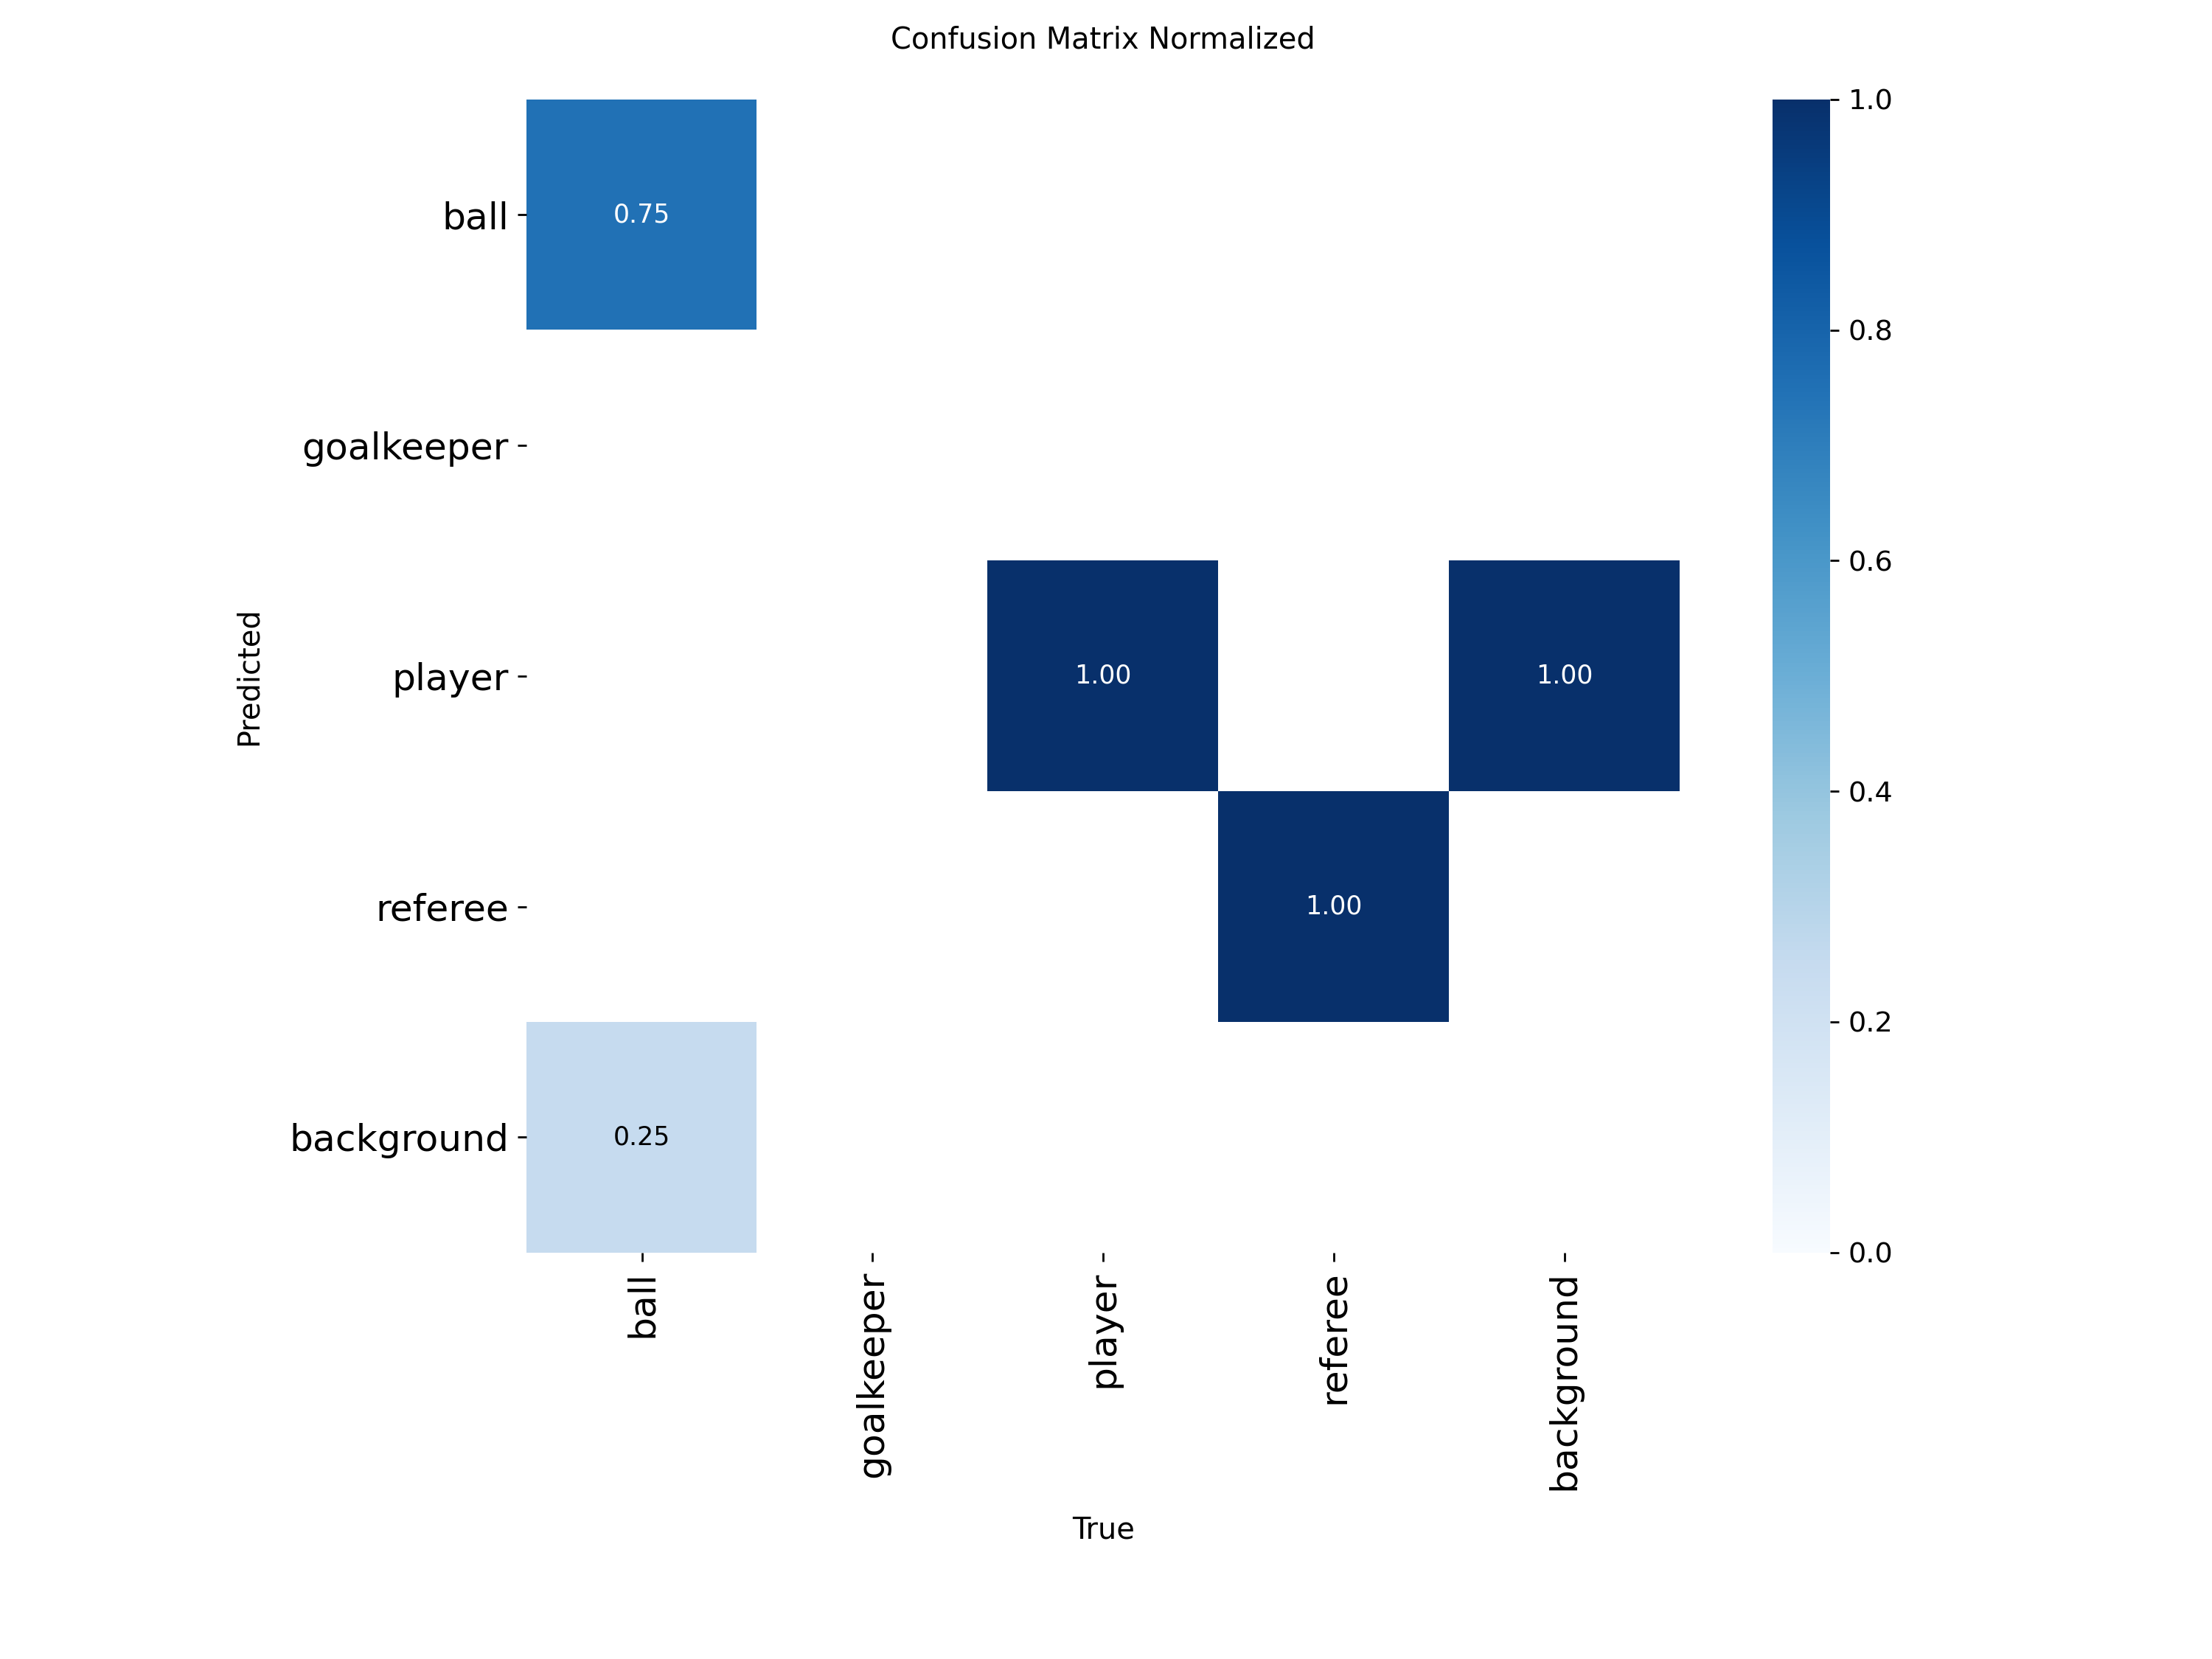 Confusion Matrix Normalized
ball
0.75
goalkeeper
player
1.00
1.00
referee
1.00
background
0.25
Predicted
ball
goalkeeper
player
referee
background
True
1.0
0.8
0.6
0.4
0.2
0.0